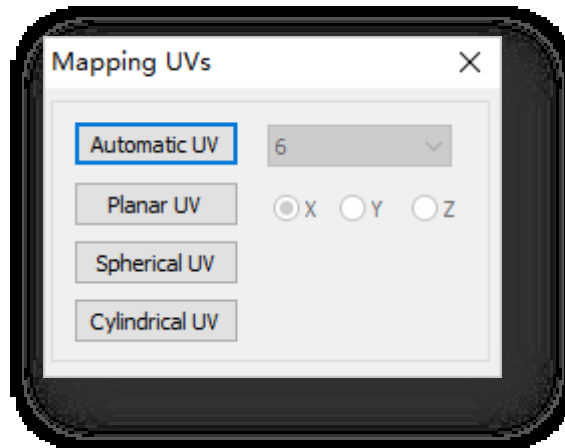 Mapping UVs
Automatic UV 6
Planar UV X Y Z
Spherical UV
Cylindrical UV